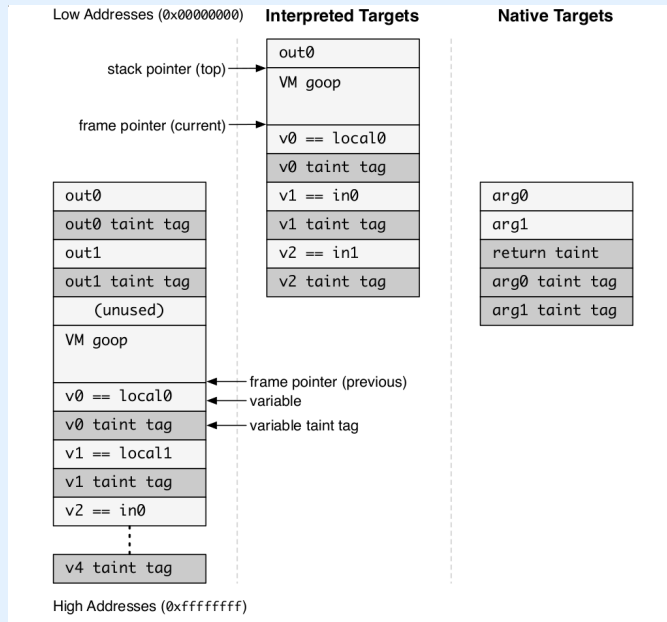 Low Addresses (0x00000000)
Interpreted Targets
Native Targets
out0
stack pointer (top)
VM goop
frame pointer (current)
v0 == local0
v0 taint tag
v1 == in0
v1 taint tag
v2 == in1
v2 taint tag
out0
out0 taint tag
out1
out1 taint tag
(unused)
VM goop
frame pointer (previous)
v0 == local0
variable
v0 taint tag
variable taint tag
v1 == local1
v1 taint tag
v2 == in0
v4 taint tag
High Addresses (0xffffffff)
arg0
arg1
return taint
arg0 taint tag
arg1 taint tag